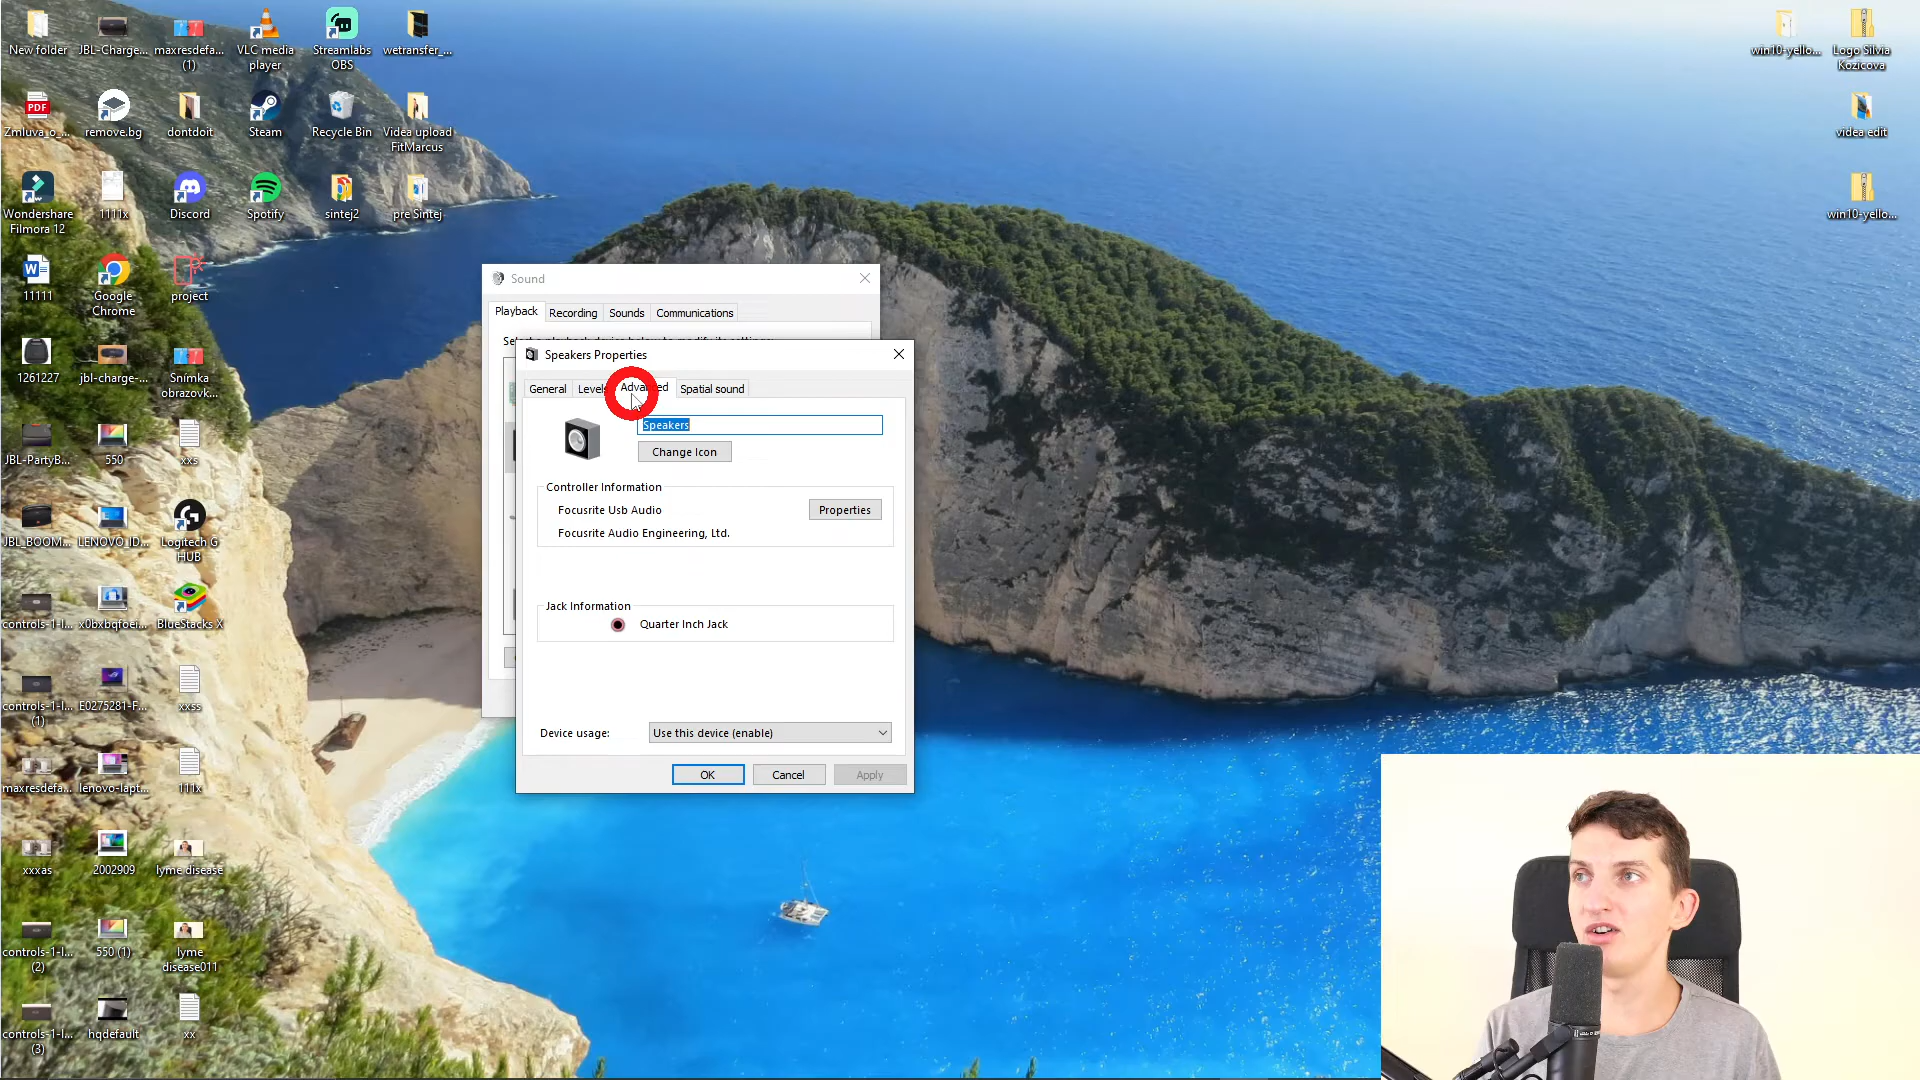 New folder
JBL-Charge...
maxresdefa...
(1)
VLC media
player
Streamlabs
OBS
wetransfer_...
win10-yello...
Logo Silvia
Kozicova
PDF
Zmluva_o_...
remove.bg
dontdoit
Steam
Recycle Bin
Videa upload
FitMarcus
videa edit
Wondershare
Filmora 12
1111x
Discord
Spotify
sintej2
pre Sintej
win10-yello...
11111
Google
Chrome
project
1261227
jbl-charge-...
Snímka
obrazovk...
JBL-PartyB...
550
xxs
JBL_BOOM...
LENOVO_ID...
Logitech G
HUB
controls-1-l...
x0bxbqfoei...
BlueStacks X
controls-1-l...
(1)
E0275281-F...
xxss
maxresdefa...
lenovo-lapt...
111x
xxxas
2002909
lyme disease
controls-1-l...
(2)
550 (1)
lyme
disease011
controls-1-l...
(3)
hqdefault
xx
Sound
Playback
Recording
Sounds
Communications
Speakers Properties
General
Levels
Advanced
Spatial sound
Speakers
Change Icon
Controller Information
Focusrite Usb Audio
Properties
Focusrite Audio Engineering, Ltd.
Jack Information
Quarter Inch Jack
Device usage:
Use this device (enable)
OK
Cancel
Apply